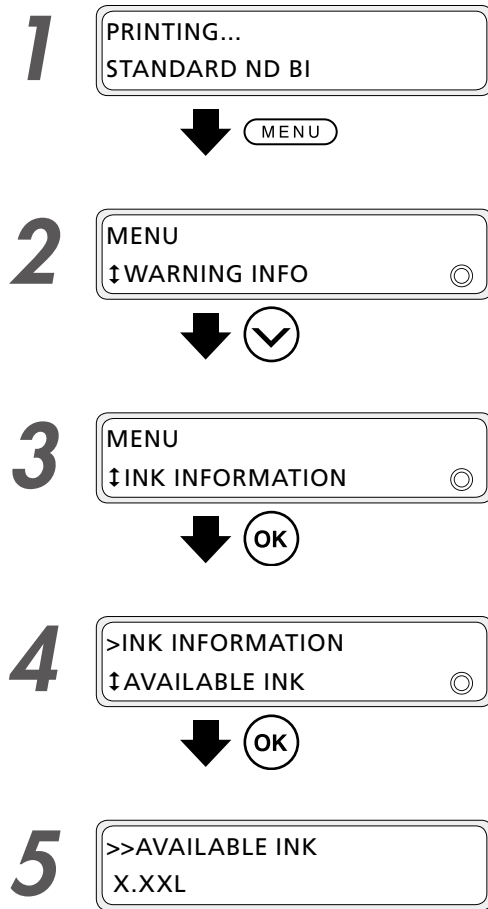 1
PRINTING...
STANDARD ND BI
MENU
2
MENU
↕WARNING INFO ◎
3
MENU
↕INK INFORMATION ◎
OK
4
>INK INFORMATION
↕AVAILABLE INK ◎
OK
5
>>AVAILABLE INK
X.XXL